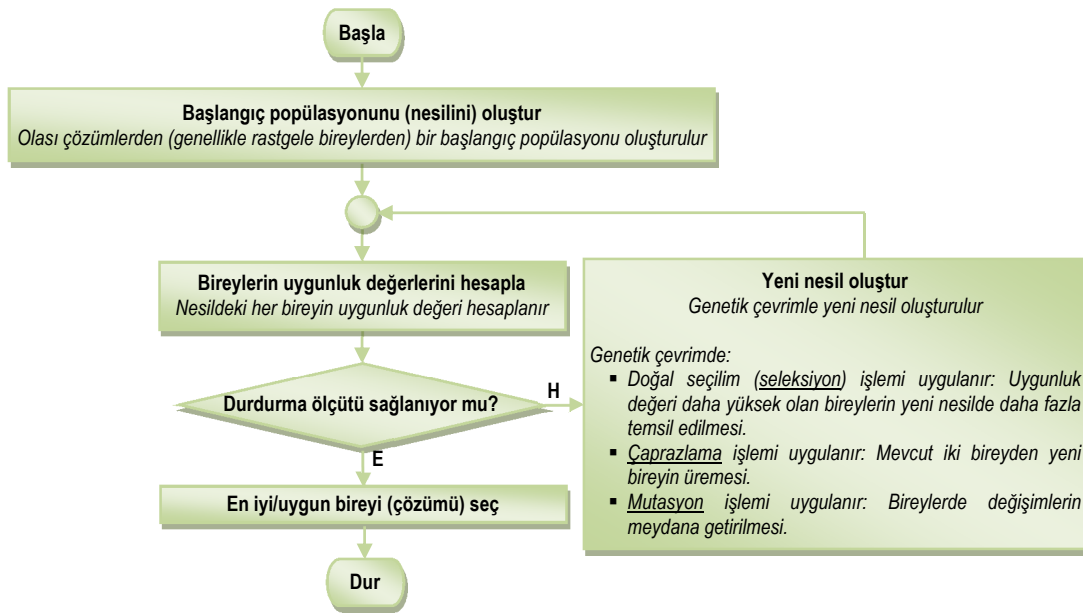 Başla
Başlangıç popülasyonunu (nesilini) oluştur
Olası çözümlerden (genellikle rastgele bireylerden) bir başlangıç popülasyonu oluşturulur
Bireylerin uygunluk değerlerini hesapla
Nesildeki her bireyin uygunluk değeri hesaplanır
Durdurma ölçütü sağlanıyor mu?
H
E
En iyi/uygun bireyi (çözümü) seç
Dur
Yeni nesil oluştur
Genetik çevrimle yeni nesil oluşturulur
Genetik çevrimde:
▪ Doğal seçilim (seleksiyon) işlemi uygulanır: Uygunluk
değeri daha yüksek olan bireylerin yeni nesilde daha fazla
temsil edilmesi.
▪ Çaprazlama işlemi uygulanır: Mevcut iki bireyden yeni
bireyin üremesi.
▪ Mutasyon işlemi uygulanır: Bireylerde değişimlerin
meydana getirilmesi.